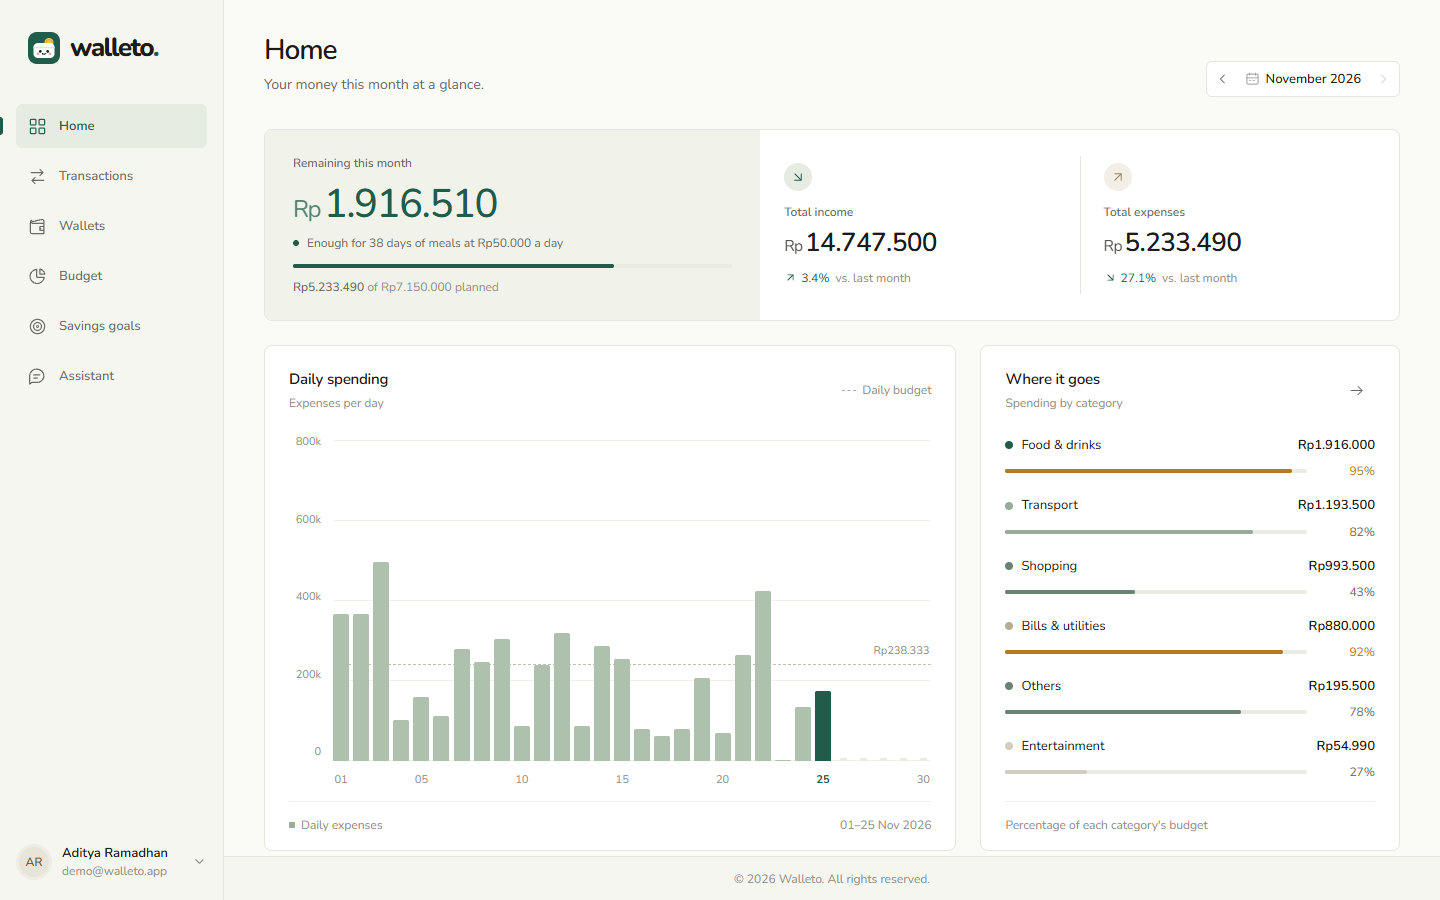 walleto.
Home
Transactions
Wallets
Budget
Savings goals
Assistant
AR
Aditya Ramadhan
demo@walleto.app
Home
Your money this month at a glance.
November 2026
Remaining this month
Rp 1.916.510
Enough for 38 days of meals at Rp50.000 a day
Rp5.233.490 of Rp7.150.000 planned
Total income
Rp 14.747.500
3.4% vs. last month
Total expenses
Rp 5.233.490
27.1% vs. last month
Daily spending
Expenses per day
--- Daily budget
800k
600k
400k
200k
0
Rp238.333
01 05 10 15 20 25 30
Daily expenses
01–25 Nov 2026
Where it goes
Spending by category
Food & drinks Rp1.916.000
95%
Transport Rp1.193.500
82%
Shopping Rp993.500
43%
Bills & utilities Rp880.000
92%
Others Rp195.500
78%
Entertainment Rp54.990
27%
Percentage of each category's budget
© 2026 Walleto. All rights reserved.